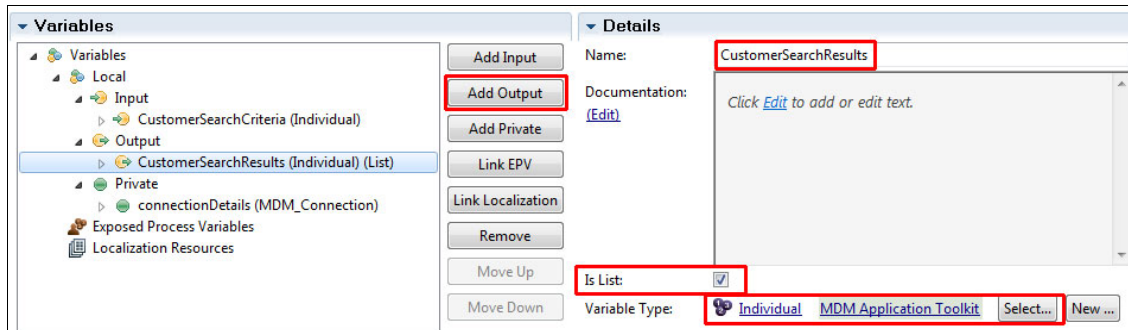 Variables
Variables
Local
Input
CustomerSearchCriteria (Individual)
Output
CustomerSearchResults (Individual) (List)
Private
connectionDetails (MDM_Connection)
Exposed Process Variables
Localization Resources
Add Input
Add Output
Add Private
Link EPV
Link Localization
Remove
Move Up
Move Down
Details
Name: CustomerSearchResults
Documentation:
(Edit)
Click Edit to add or edit text.
Is List:
Variable Type: Individual MDM Application Toolkit Select... New ...